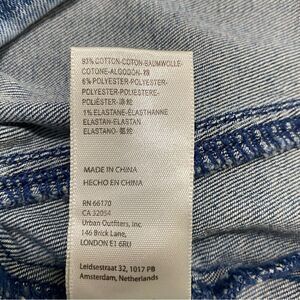 93% COTTON-COTON-BAUMWOLLE-
COTONE-ALGODÓN-棉
6% POLYESTER-POLYESTER-
POLYESTER-POLIESTERE-
POLIÉSTER-涤纶
1% ELASTANE-ÉLASTHANNE
ELASTAN-ELASTAN
ELASTANO-氨纶
MADE IN CHINA
HECHO EN CHINA
RN 66170
CA 32054
Urban Outfitters, Inc.
146 Brick Lane,
LONDON E1 6RU
Leidsestraat 32, 1017 PB
Amsterdam, Netherlands